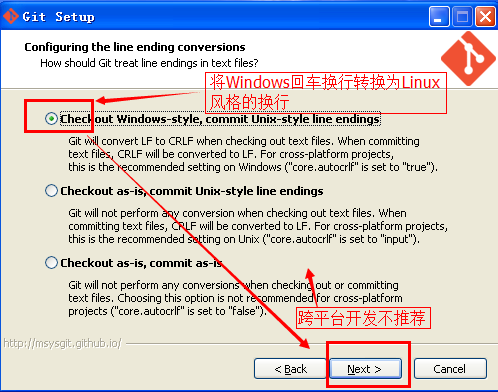 Git Setup
Configuring the line ending conversions
How should Git treat line endings in text files?
将Windows回车换行转换为Linux
风格的换行
Checkout Windows-style, commit Unix-style line endings
Git will convert LF to CRLF when checking out text files. When committing
text files, CRLF will be converted to LF. For cross-platform projects,
this is the recommended setting on Windows ("core.autocrlf" is set to "true").
Checkout as-is, commit Unix-style line endings
Git will not perform any conversion when checking out text files. When
committing text files, CRLF will be converted to LF. For cross-platform projects,
this is the recommended setting on Unix ("core.autocrlf" is set to "input").
Checkout as-is, commit as-is
Git will not perform any conversions when checking out or committing
text files. Choosing this option is not recommended for cross-platform
projects ("core.autocrlf" is set to "false").
跨平台开发不推荐
http://msysgit.github.io/
< Back
Next >
Cancel